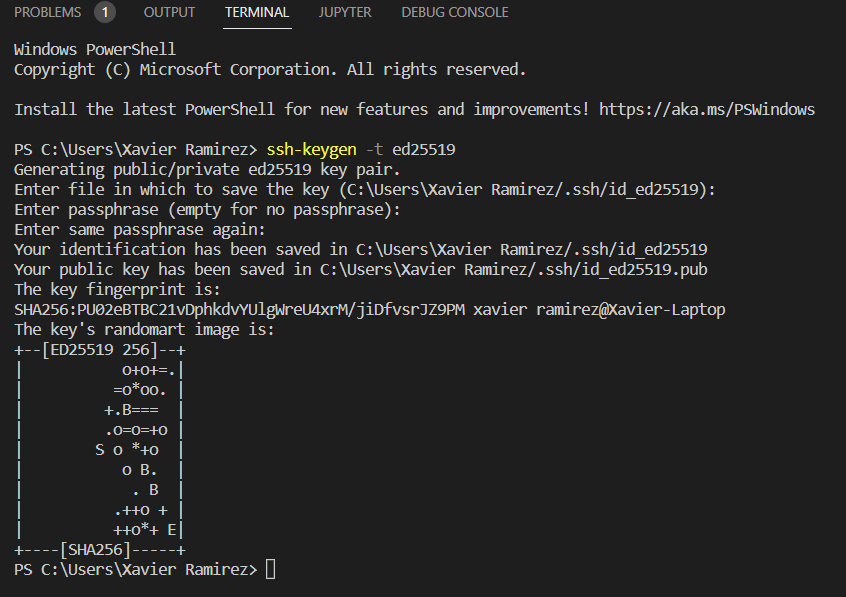 PROBLEMS 1 OUTPUT TERMINAL JUPYTER DEBUG CONSOLE
Windows PowerShell
Copyright (C) Microsoft Corporation. All rights reserved.
Install the latest PowerShell for new features and improvements! https://aka.ms/PSWindows
PS C:\Users\Xavier Ramirez> ssh-keygen -t ed25519
Generating public/private ed25519 key pair.
Enter file in which to save the key (C:\Users\Xavier Ramirez/.ssh/id_ed25519):
Enter passphrase (empty for no passphrase):
Enter same passphrase again:
Your identification has been saved in C:\Users\Xavier Ramirez/.ssh/id_ed25519
Your public key has been saved in C:\Users\Xavier Ramirez/.ssh/id_ed25519.pub
The key fingerprint is:
SHA256:PU02eBTBC21vDphkdvYUlgWreU4xrM/jiDfvsrJZ9PM xavier ramirez@Xavier-Laptop
The key's randomart image is:
+--[ED25519 256]--+
|           o+o+=.|
|          =o*oo. |
|         +.B===  |
|         .o=o=+o |
|        S o *+o  |
|           o B.  |
|            . B  |
|          .++o + |
|          ++o*+ E|
+----[SHA256]-----+
PS C:\Users\Xavier Ramirez>